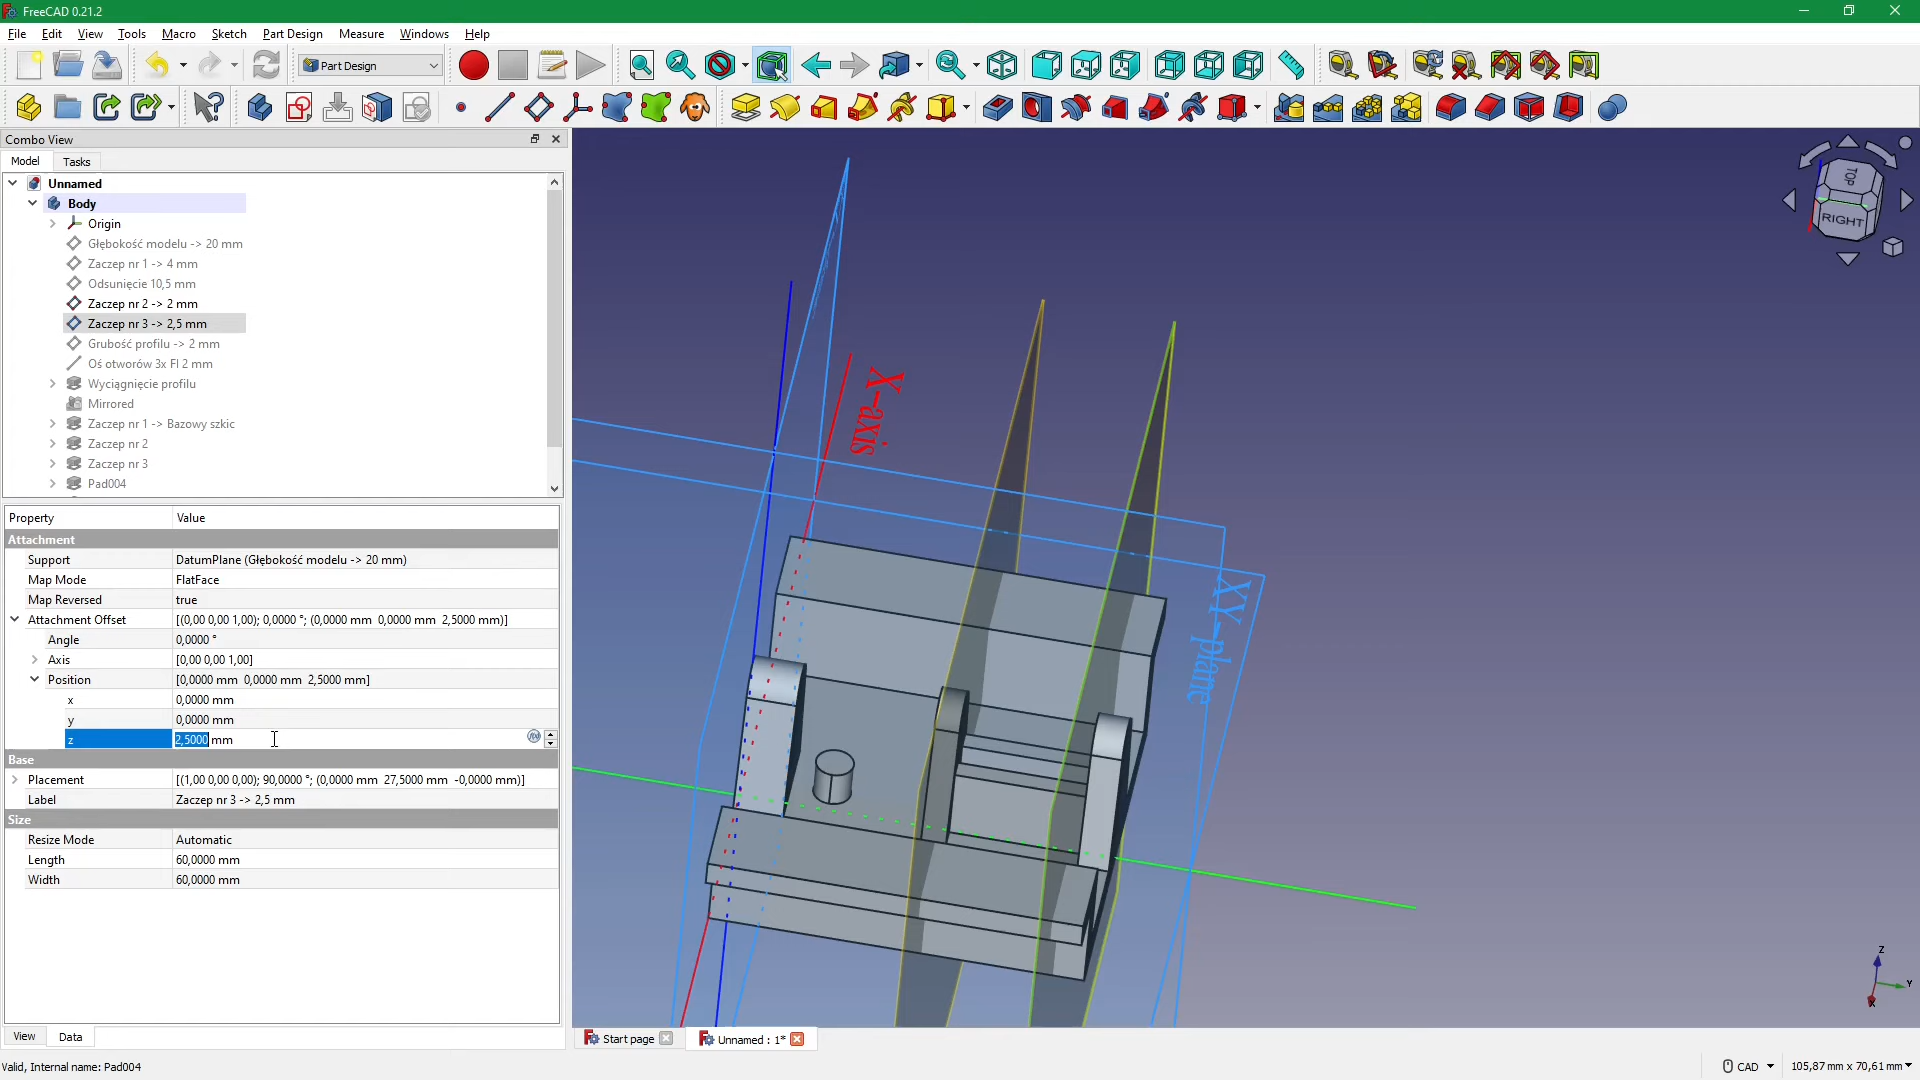 FreeCAD 0.21.2
File Edit View Tools Macro Sketch Part Design Measure Windows Help
Part Design
Combo View
Model Tasks
Unnamed
Body
Origin
Głębokość modelu -> 20 mm
Zaczep nr 1 -> 4 mm
Odsunięcie 10,5 mm
Zaczep nr 2 -> 2 mm
Zaczep nr 3 -> 2,5 mm
Grubość profilu -> 2 mm
Oś otworów 3x FI 2 mm
Wyciągnięcie profilu
Mirrored
Zaczep nr 1 -> Bazowy szkic
Zaczep nr 2
Zaczep nr 3
Pad004
Property Value
Attachment
Support DatumPlane (Głębokość modelu -> 20 mm)
Map Mode FlatFace
Map Reversed true
Attachment Offset [(0,00 0,00 1,00); 0,0000 °; (0,0000 mm 0,0000 mm 2,5000 mm)]
Angle 0,0000 °
Axis [0,00 0,00 1,00]
Position [0,0000 mm 0,0000 mm 2,5000 mm]
x 0,0000 mm
y 0,0000 mm
z 2,5000 mm
Base
Placement [(1,00 0,00 0,00); 90,0000 °; (0,0000 mm 27,5000 mm -0,0000 mm)]
Label Zaczep nr 3 -> 2,5 mm
Size
Resize Mode Automatic
Length 60,0000 mm
Width 60,0000 mm
View Data
X-axis
XY-plane
TOP
RIGHT
Z
Y
X
Start page
Unnamed : 1*
Valid, Internal name: Pad004
CAD
105,87 mm x 70,61 mm